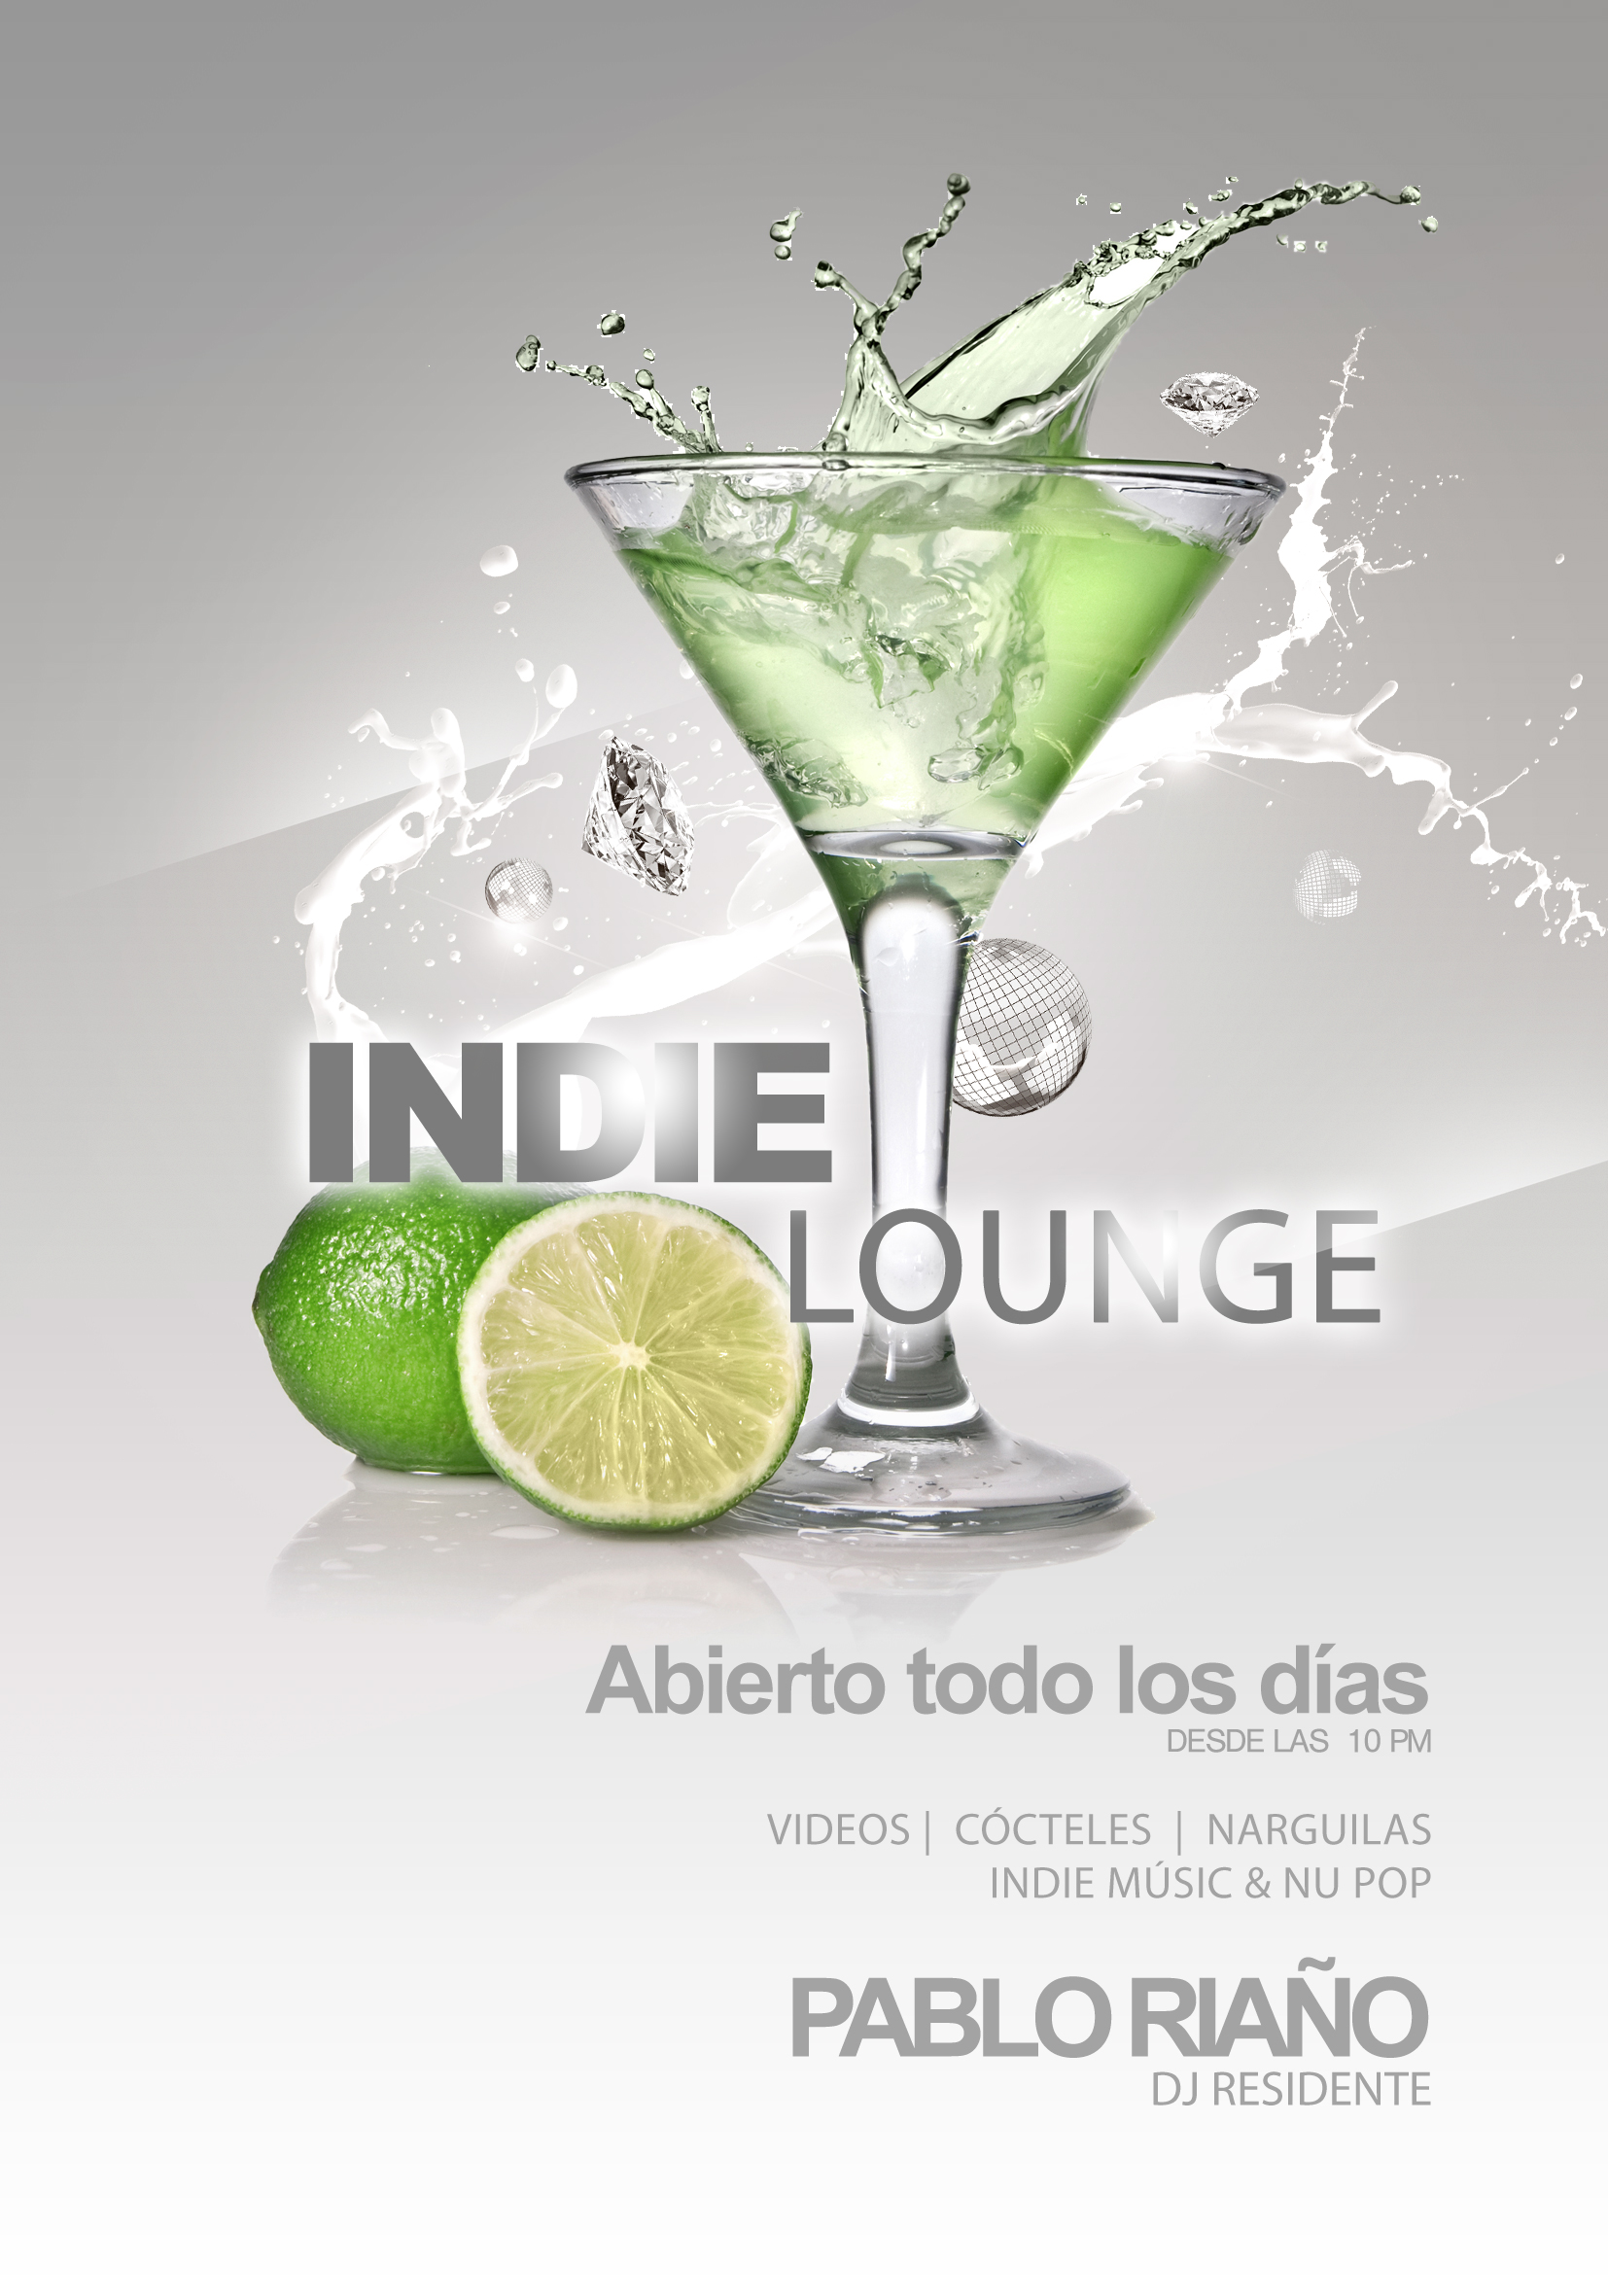 INDIE
LOUNGE
Abierto todo los días
DESDE LAS 10 PM
VIDEOS | CÓCTELES | NARGUILAS
INDIE MÚSIC & NU POP
PABLO RIAÑO
DJ RESIDENTE